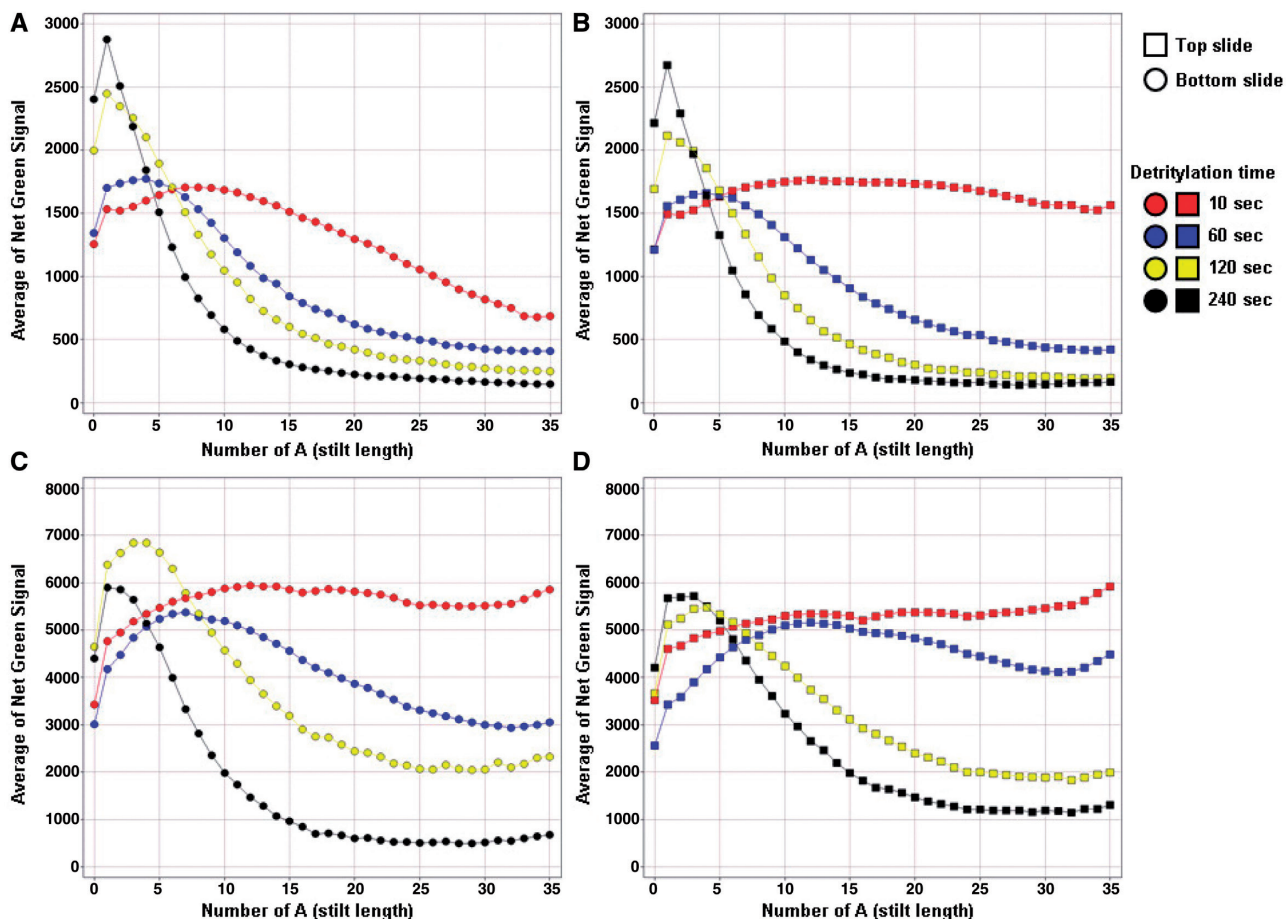 A
3000
2500
2000
1500
1000
500
0
Average of Net Green Signal
0 5 10 15 20 25 30 35
Number of A (stilt length)
B
3000
2500
2000
1500
1000
500
0
Average of Net Green Signal
0 5 10 15 20 25 30 35
Number of A (stilt length)
Top slide
Bottom slide
Detritylation time
10 sec
60 sec
120 sec
240 sec
C
8000
7000
6000
5000
4000
3000
2000
1000
0
Average of Net Green Signal
0 5 10 15 20 25 30 35
Number of A (stilt length)
D
8000
7000
6000
5000
4000
3000
2000
1000
0
Average of Net Green Signal
0 5 10 15 20 25 30 35
Number of A (stilt length)